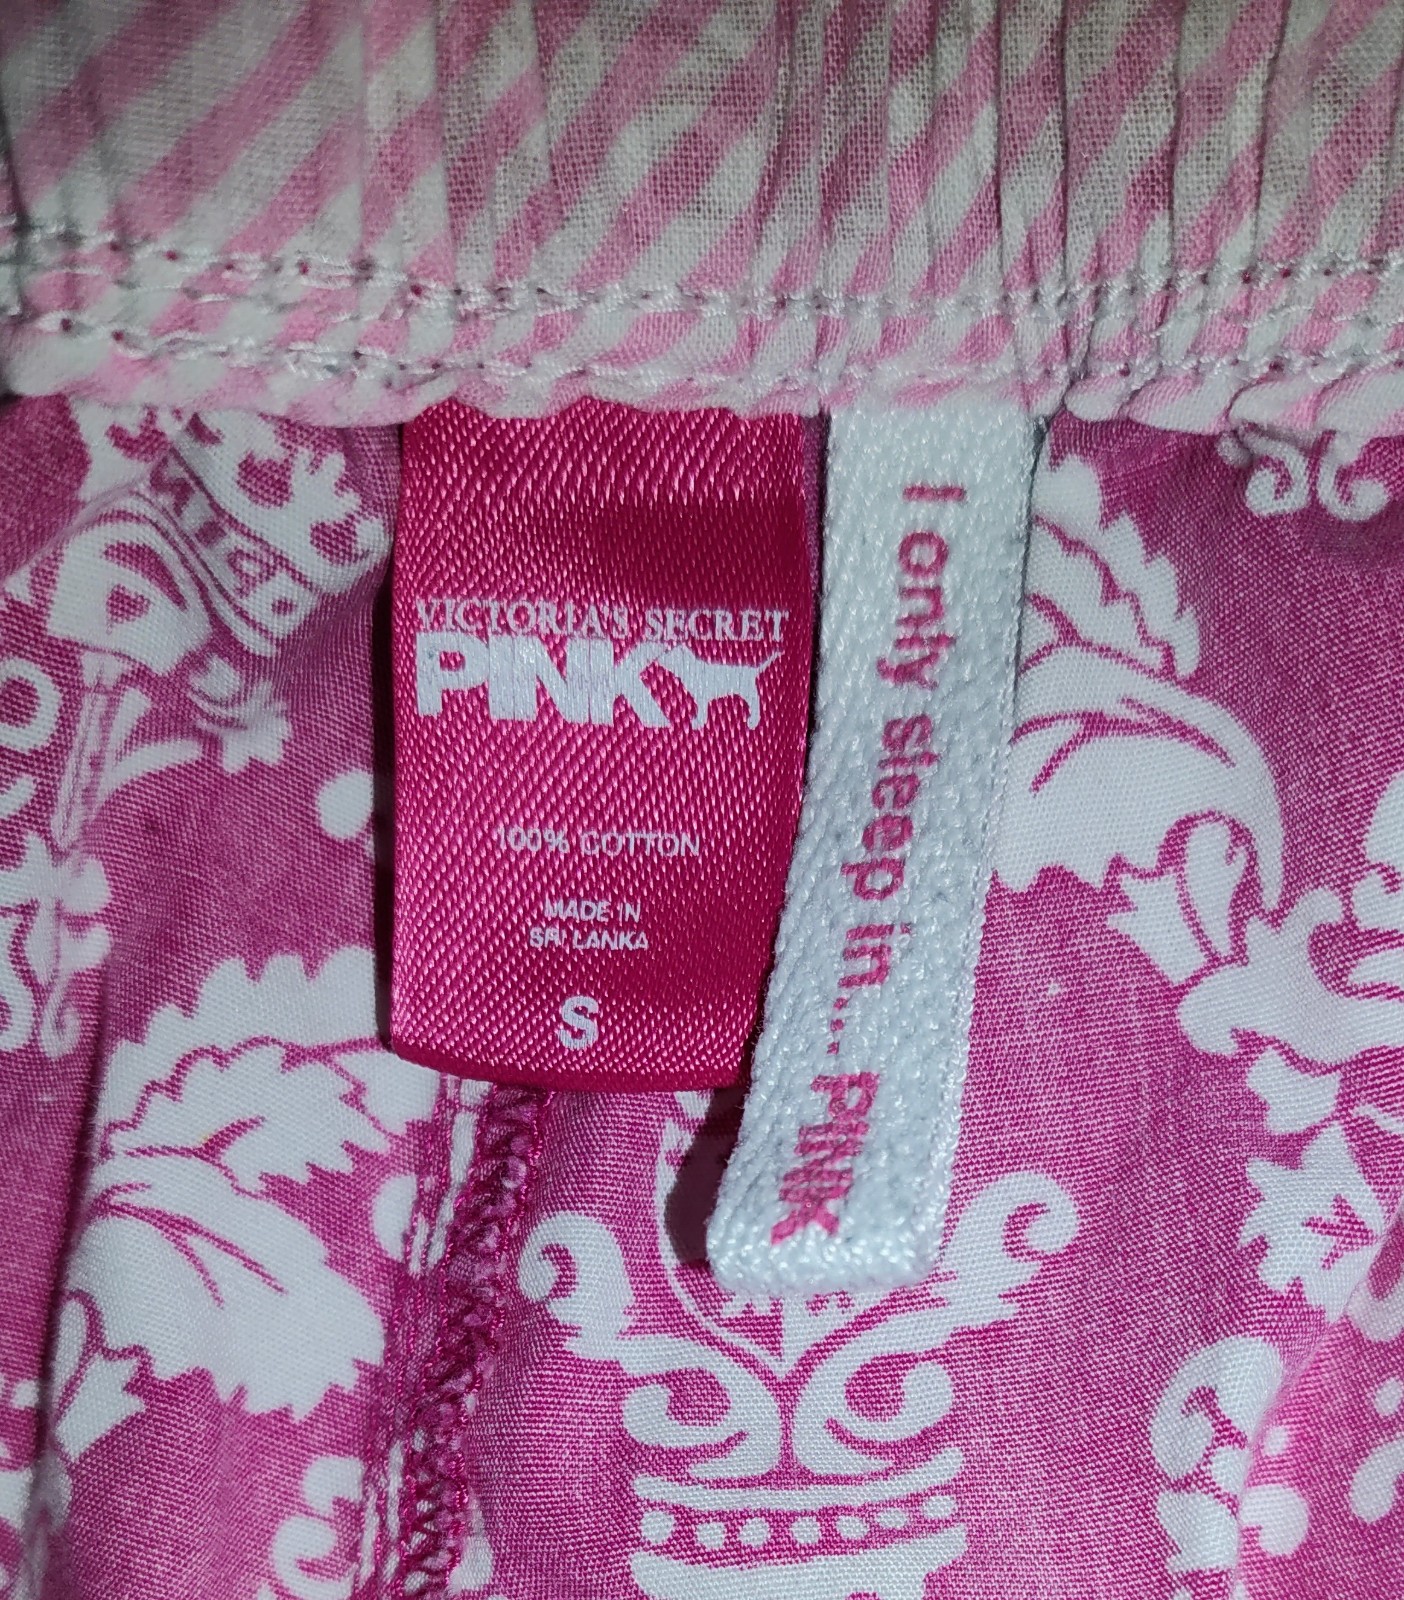 VICTORIA'S SECRET
PINK
100% COTTON
MADE IN
SRI LANKA
S
I only sleep in... PINK